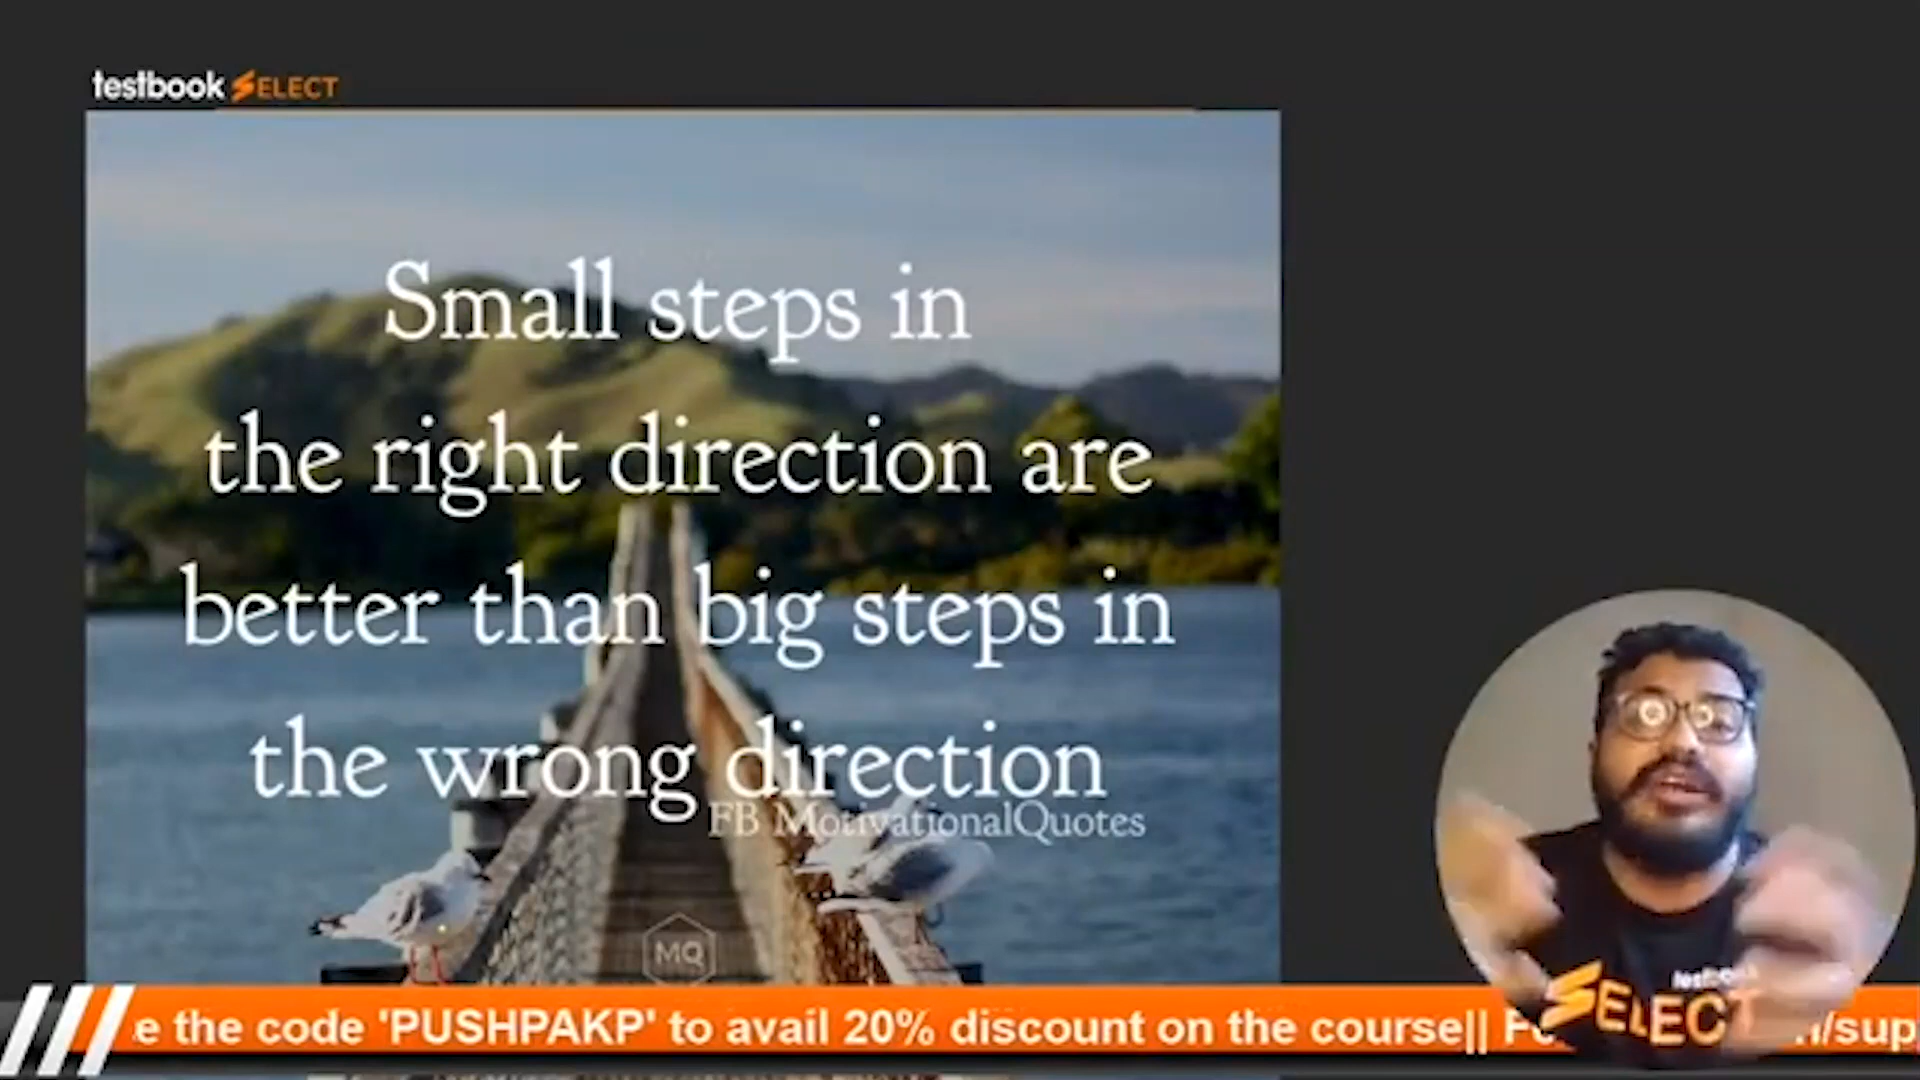 testbook SELECT
Small steps in
the right direction are
better than big steps in
the wrong direction
FB MotivationalQuotes
MQ
e the code 'PUSHPAKP' to avail 20% discount on the course||
testbook
SELECT